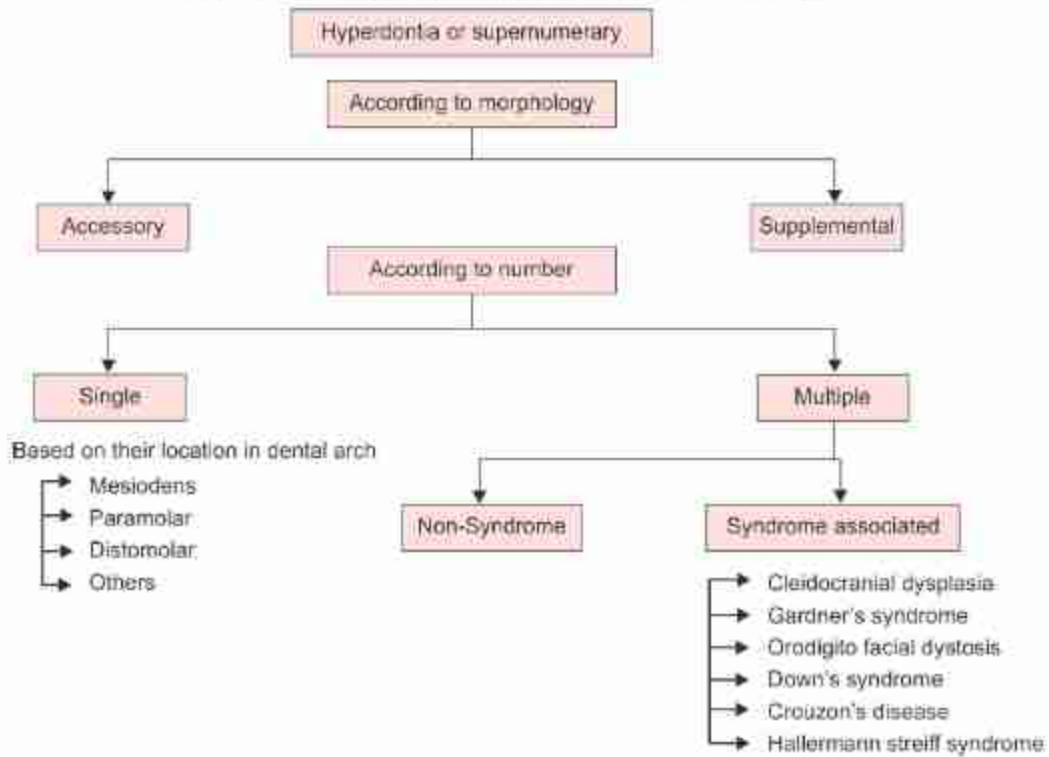 Hyperdontia or supernumerary
According to morphology
Accessory
Supplemental
According to number
Single
Multiple
Based on their location in dental arch
Mesiodens
Paramolar
Distomolar
Others
Non-Syndrome
Syndrome associated
Cleidocranial dysplasia
Gardner's syndrome
Orodigito facial dystosis
Down's syndrome
Crouzon's disease
Hallermann streiff syndrome